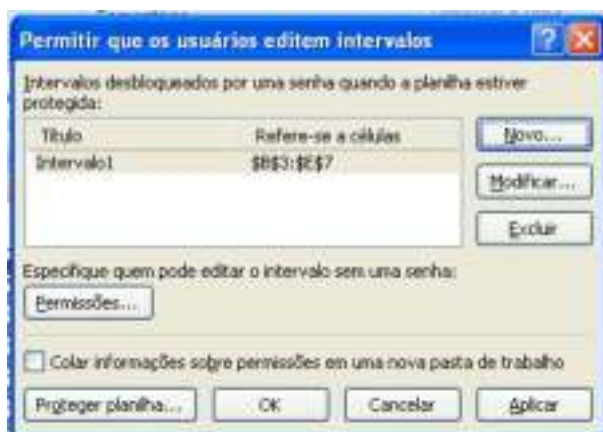 Permitir que os usuários editem intervalos
Intervalos desbloqueados por uma senha quando a planilha estiver
protegida:
Título Refere-se a células
Intervalo1 $B$3:$E$7
Novo...
Modificar...
Excluir
Especifique quem pode editar o intervalo sem uma senha:
Permissões...
Colar informações sobre permissões em uma nova pasta de trabalho
Proteger planilha... OK Cancelar Aplicar